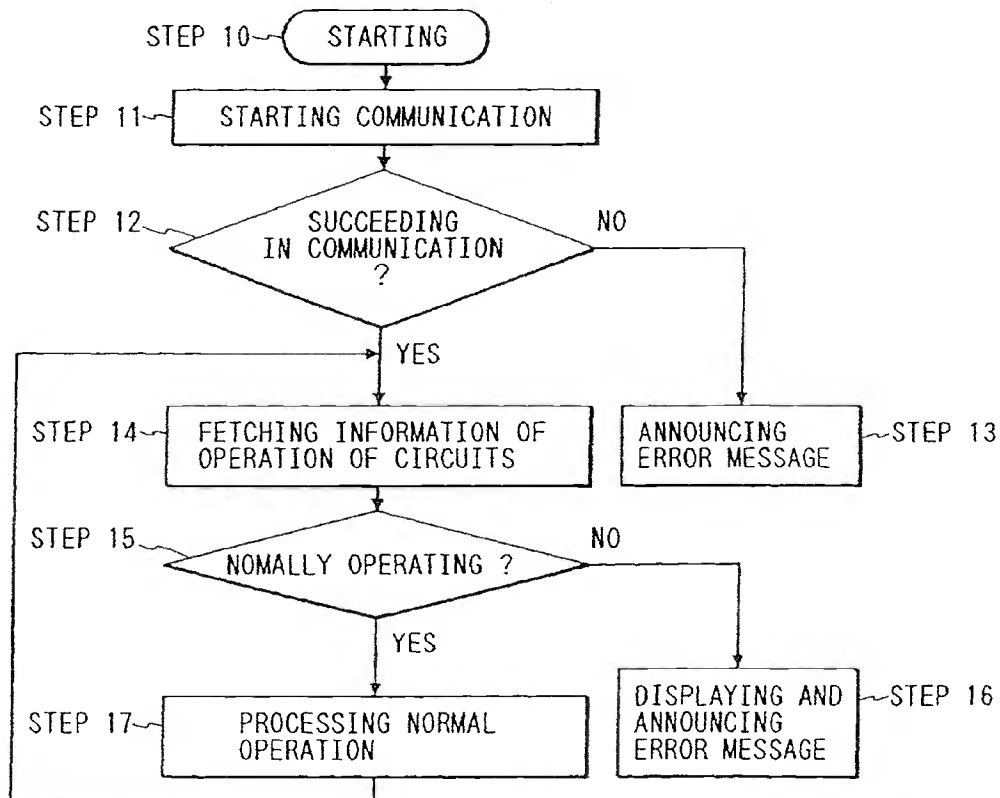 STEP 10
STARTING
STEP 11
STARTING COMMUNICATION
STEP 12
SUCCEEDING
IN COMMUNICATION
?
NO
YES
STEP 14
FETCHING INFORMATION OF
OPERATION OF CIRCUITS
ANNOUNCING
ERROR MESSAGE
STEP 13
STEP 15
NOMALLY OPERATING ?
NO
YES
STEP 17
PROCESSING NORMAL
OPERATION
DISPLAYING AND
ANNOUNCING
ERROR MESSAGE
STEP 16